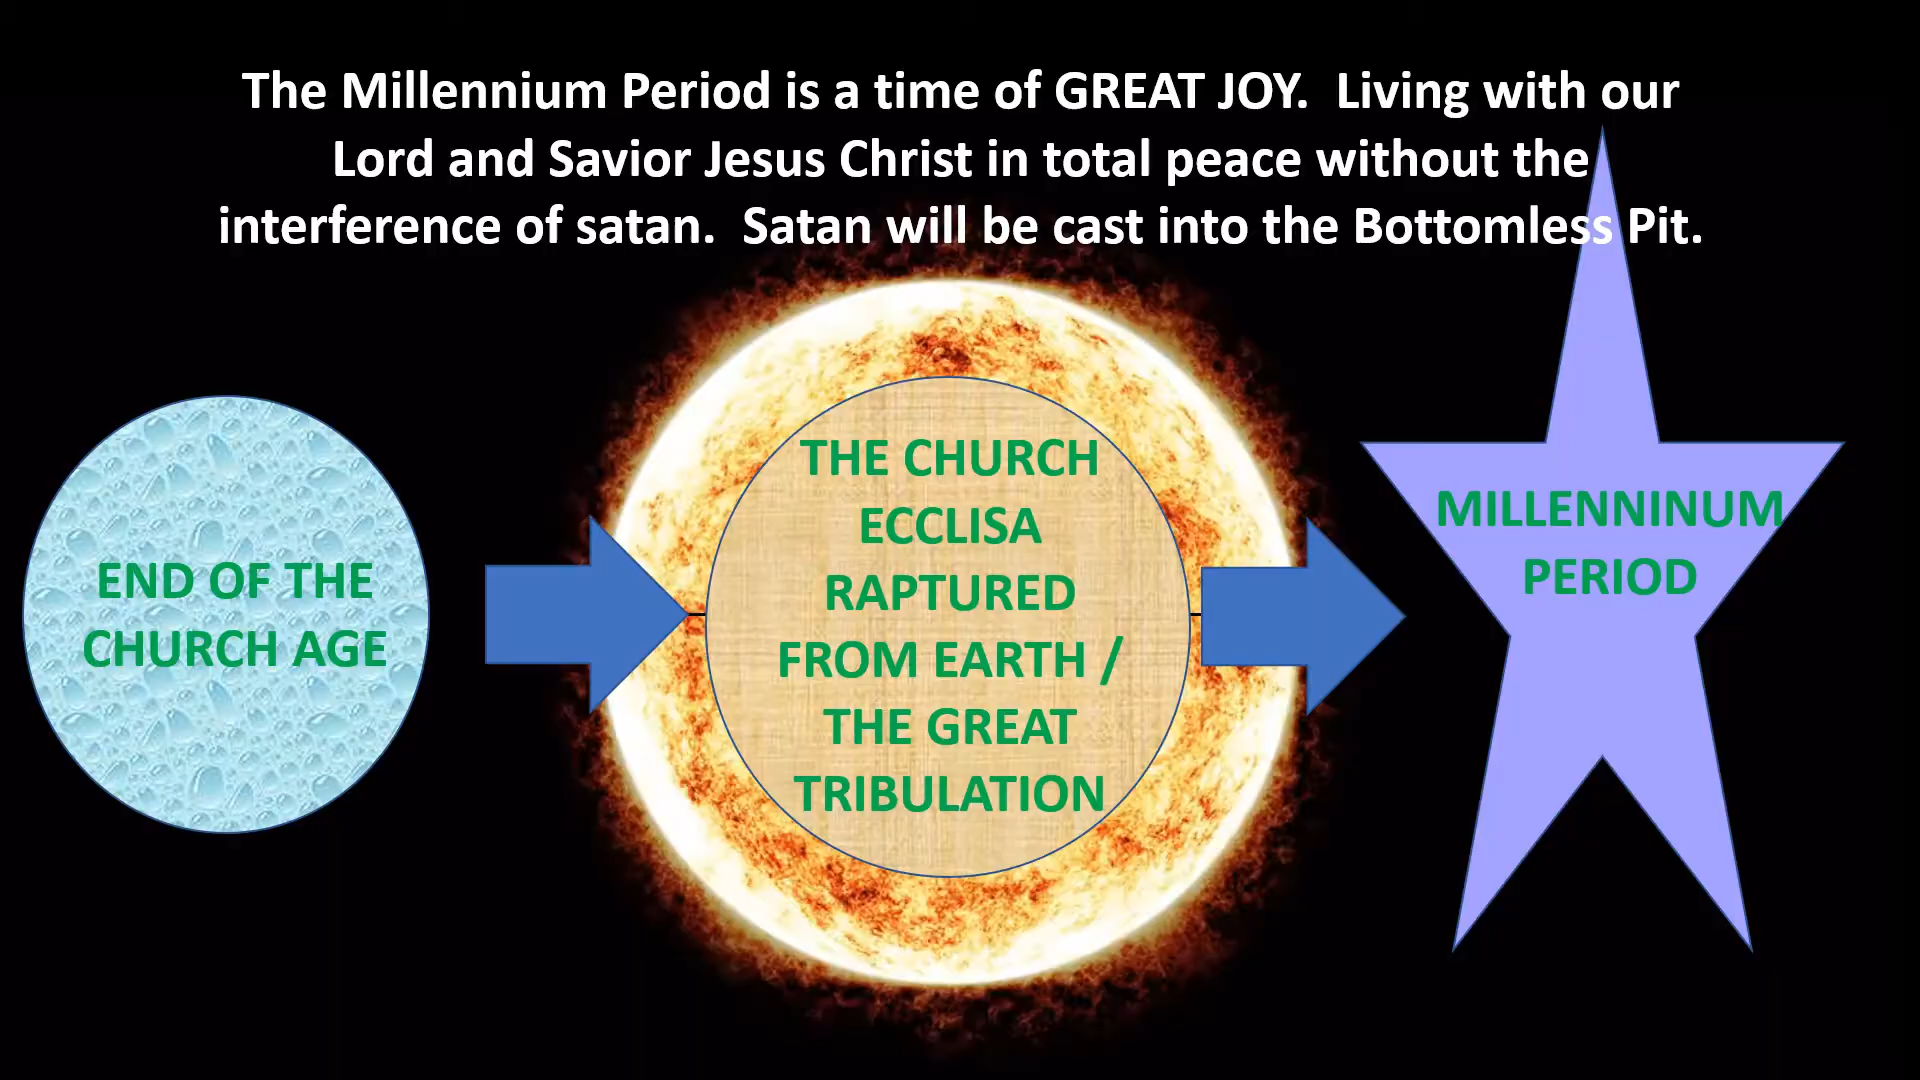 The Millennium Period is a time of GREAT JOY.  Living with our
Lord and Savior Jesus Christ in total peace without the
interference of satan.  Satan will be cast into the Bottomless Pit.
END OF THE
CHURCH AGE
THE CHURCH
ECCLISA
RAPTURED
FROM EARTH /
THE GREAT
TRIBULATION
MILLENNINUM
PERIOD